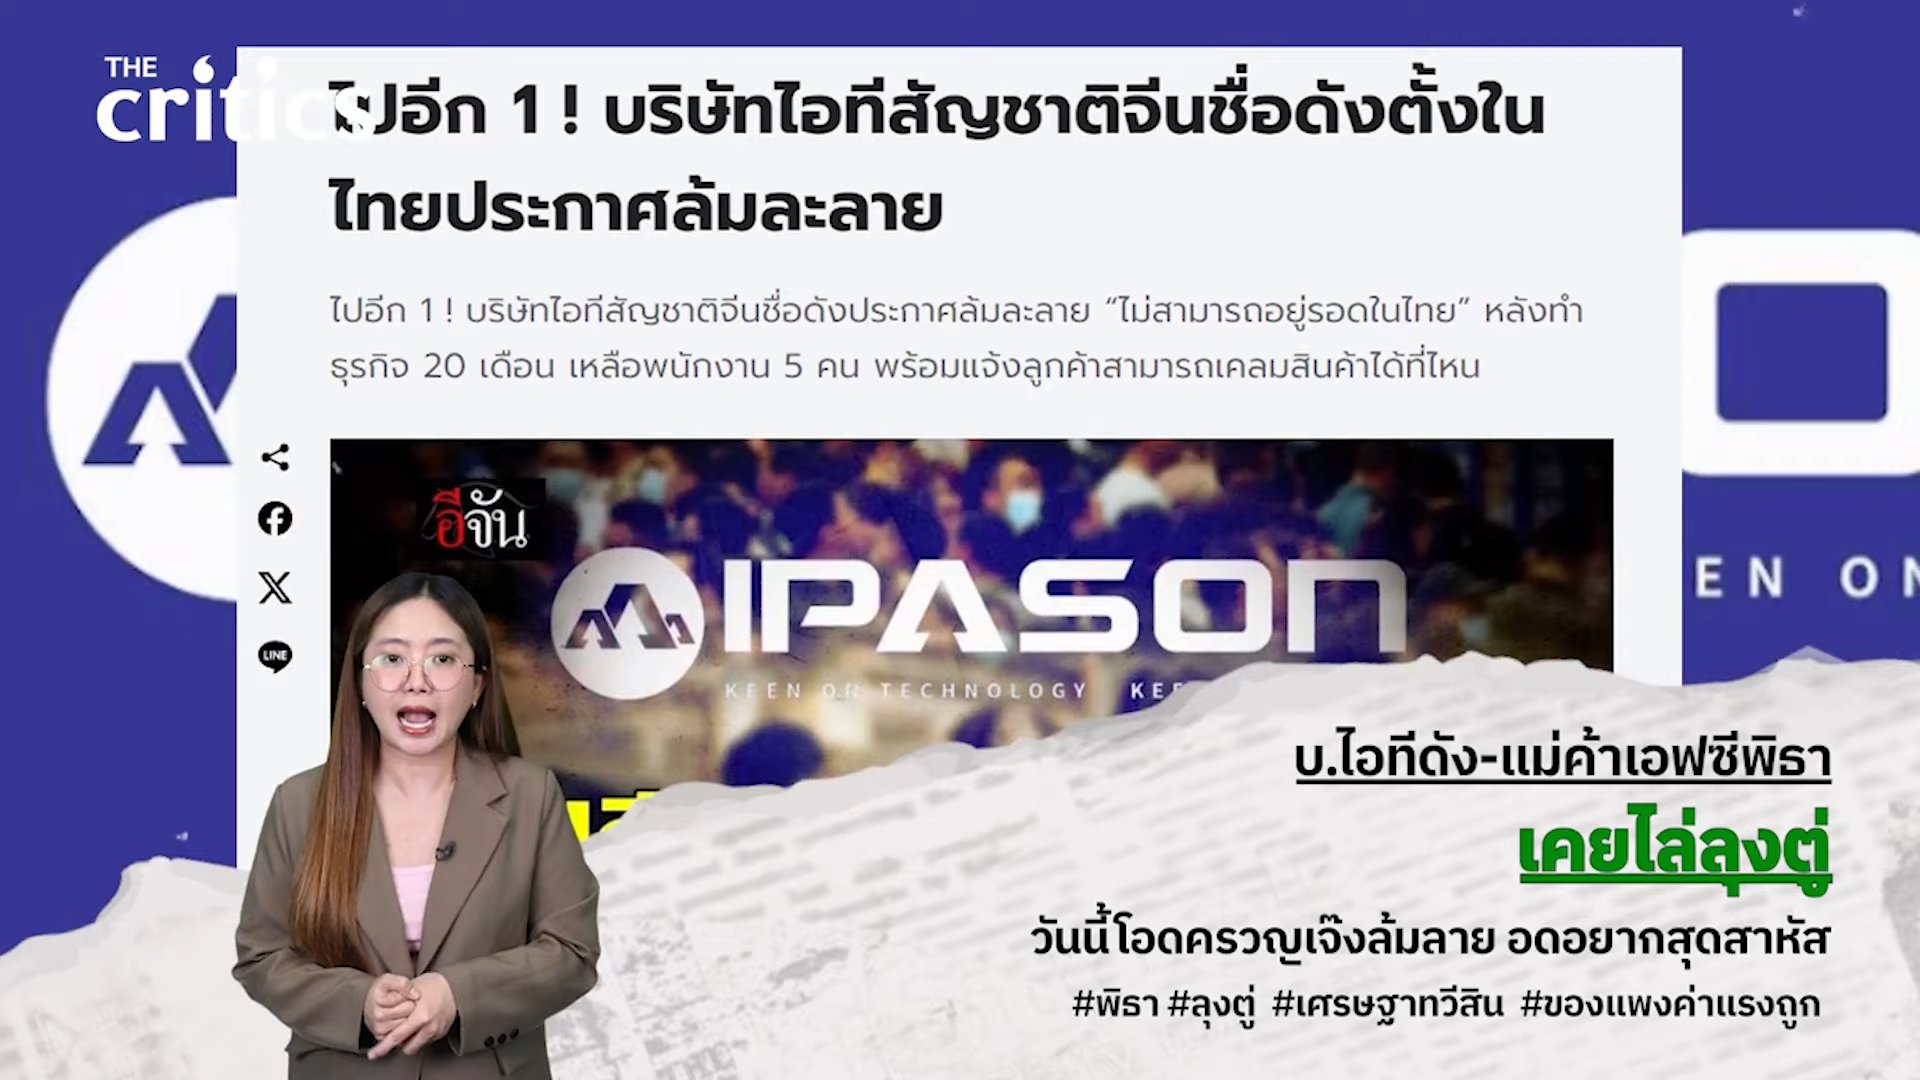 THE
critics
ไปอีก 1 ! บริษัทไอทีสัญชาติจีนชื่อดังตั้งใน
ไทยประกาศล้มละลาย
ไปอีก 1 ! บริษัทไอทีสัญชาติจีนชื่อดังประกาศล้มละลาย “ไม่สามารถอยู่รอดในไทย” หลังทำ
ธุรกิจ 20 เดือน เหลือพนักงาน 5 คน พร้อมแจ้งลูกค้าสามารถเคลมสินค้าได้ที่ไหน
อีจัน
IPASON
KEEN ON TECHNOLOGY
LINE
บ.ไอทีดัง-แม่ค้าเอฟซีพิธา
เคยไล่ลุงตู่
วันนี้โอดครวญเจ๊งล้มลาย อดอยากสุดสาหัส
#พิธา #ลุงตู่ #เศรษฐาทวีสิน #ของแพงค่าแรงถูก